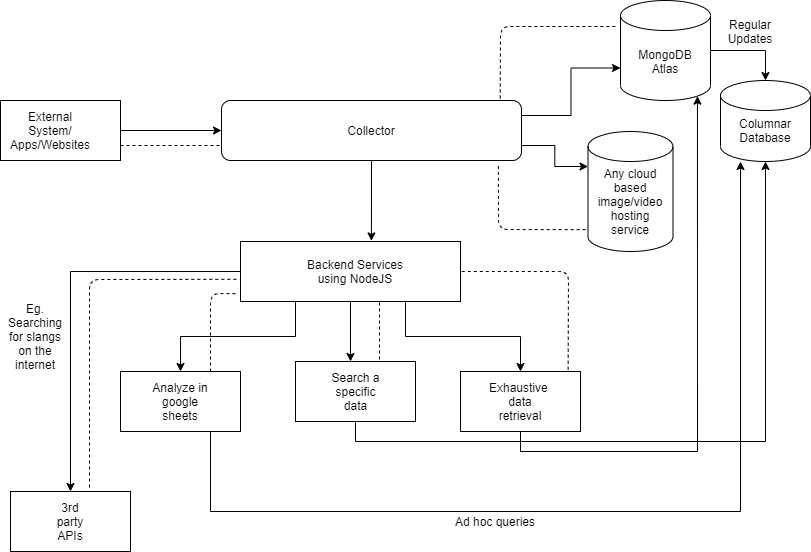 Regular
Updates
MongoDB
Atlas
External
System/
Apps/Websites
Collector
Columnar
Database
Any cloud
based
image/video
hosting
service
Backend Services
using NodeJS
Eg.
Searching
for slangs
on the
internet
Analyze in
google
sheets
Search a
specific
data
Exhaustive
data
retrieval
3rd
party
APIs
Ad hoc queries